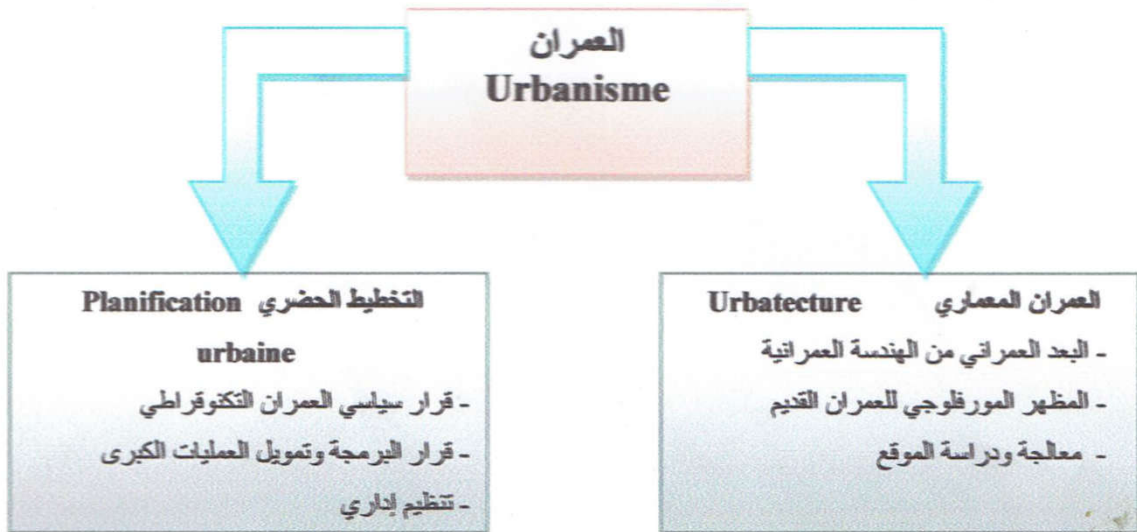 العمران
Urbanisme
العمران المعماري Urbatecture
- البعد العمراني من الهندسة العمرانية
- المظهر المورفلوجي للعمران القديم
- معالجة ودراسة الموقع
التخطيط الحضري Planification
urbaine
- قرار سياسي العمران التكنوقراطي
- قرار البرمجة وتمويل العمليات الكبرى
- تنظيم إداري